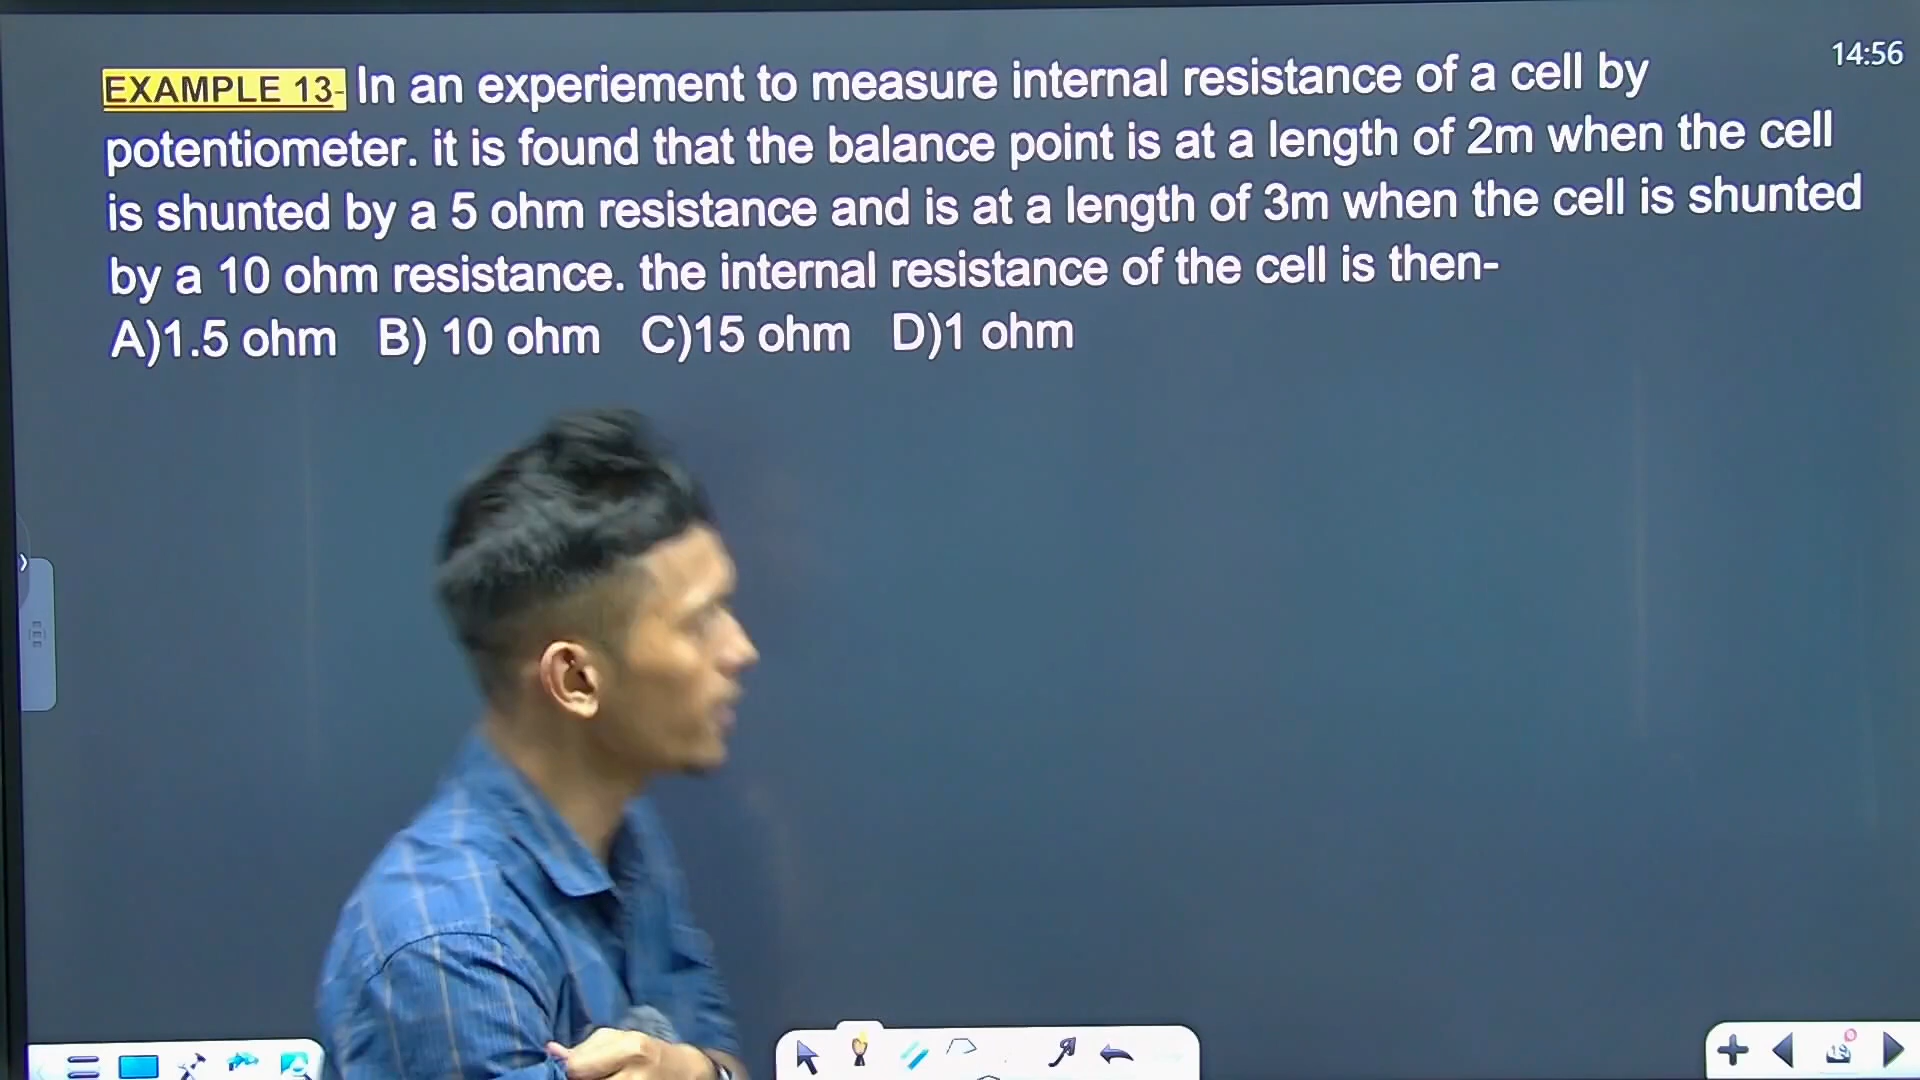 14:56
EXAMPLE 13- In an experiement to measure internal resistance of a cell by
potentiometer. it is found that the balance point is at a length of 2m when the cell
is shunted by a 5 ohm resistance and is at a length of 3m when the cell is shunted
by a 10 ohm resistance. the internal resistance of the cell is then-
A)1.5 ohm B) 10 ohm C)15 ohm D)1 ohm